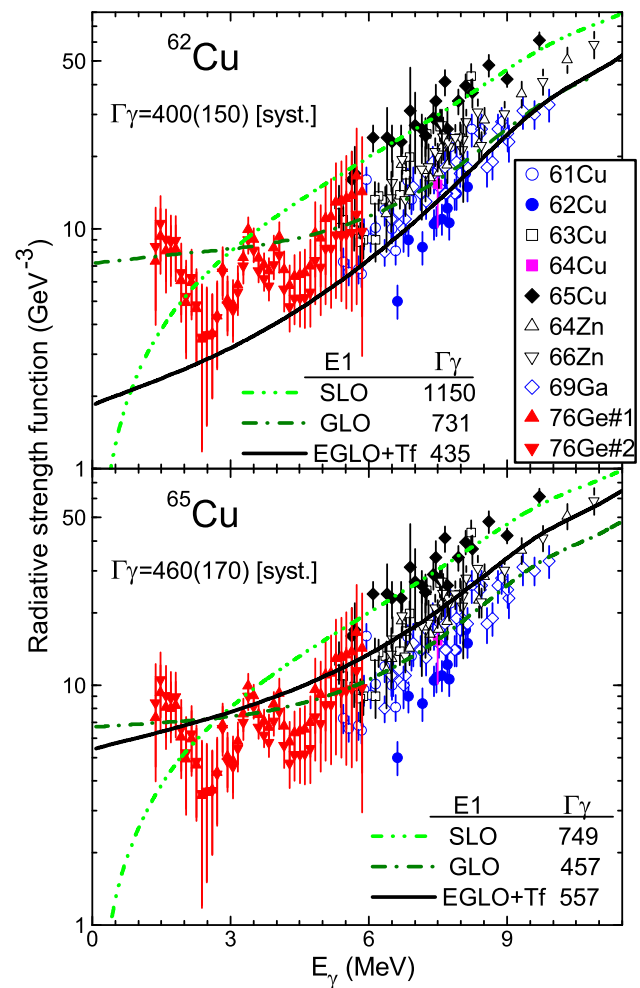 50
10
1
50
10
1
Radiative strength function (GeV⁻³)
⁶²Cu
Γγ=400(150) [syst.]
E1 Γγ
SLO 1150
GLO 731
EGLO+Tf 435
61Cu
62Cu
63Cu
64Cu
65Cu
64Zn
66Zn
69Ga
76Ge#1
76Ge#2
⁶⁵Cu
Γγ=460(170) [syst.]
E1 Γγ
SLO 749
GLO 457
EGLO+Tf 557
0 3 6 9
Eγ (MeV)